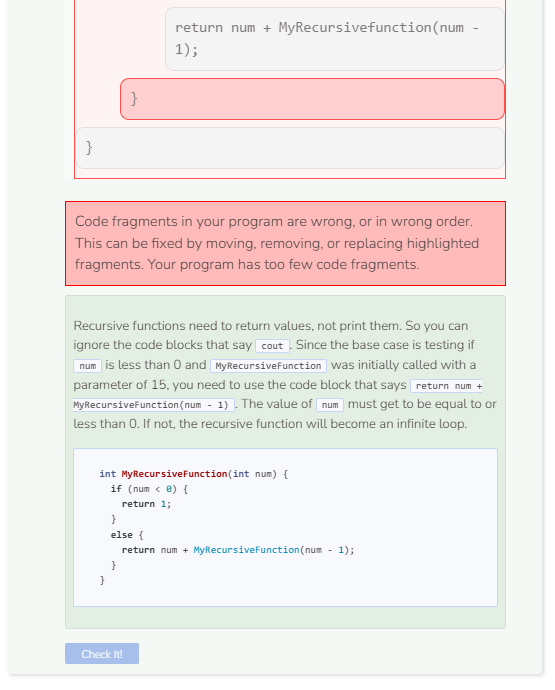 return num + MyRecursivefunction(num -
1);
}
}
Code fragments in your program are wrong, or in wrong order.
This can be fixed by moving, removing, or replacing highlighted
fragments. Your program has too few code fragments.
Recursive functions need to return values, not print them. So you can
ignore the code blocks that say cout . Since the base case is testing if
num is less than 0 and MyRecursiveFunction was initially called with a
parameter of 15, you need to use the code block that says return num +
MyRecursiveFunction(num - 1) . The value of num must get to be equal to or
less than 0. If not, the recursive function will become an infinite loop.
int MyRecursiveFunction(int num) {
if (num < 0) {
return 1;
}
else {
return num + MyRecursiveFunction(num - 1);
}
}
Check It!